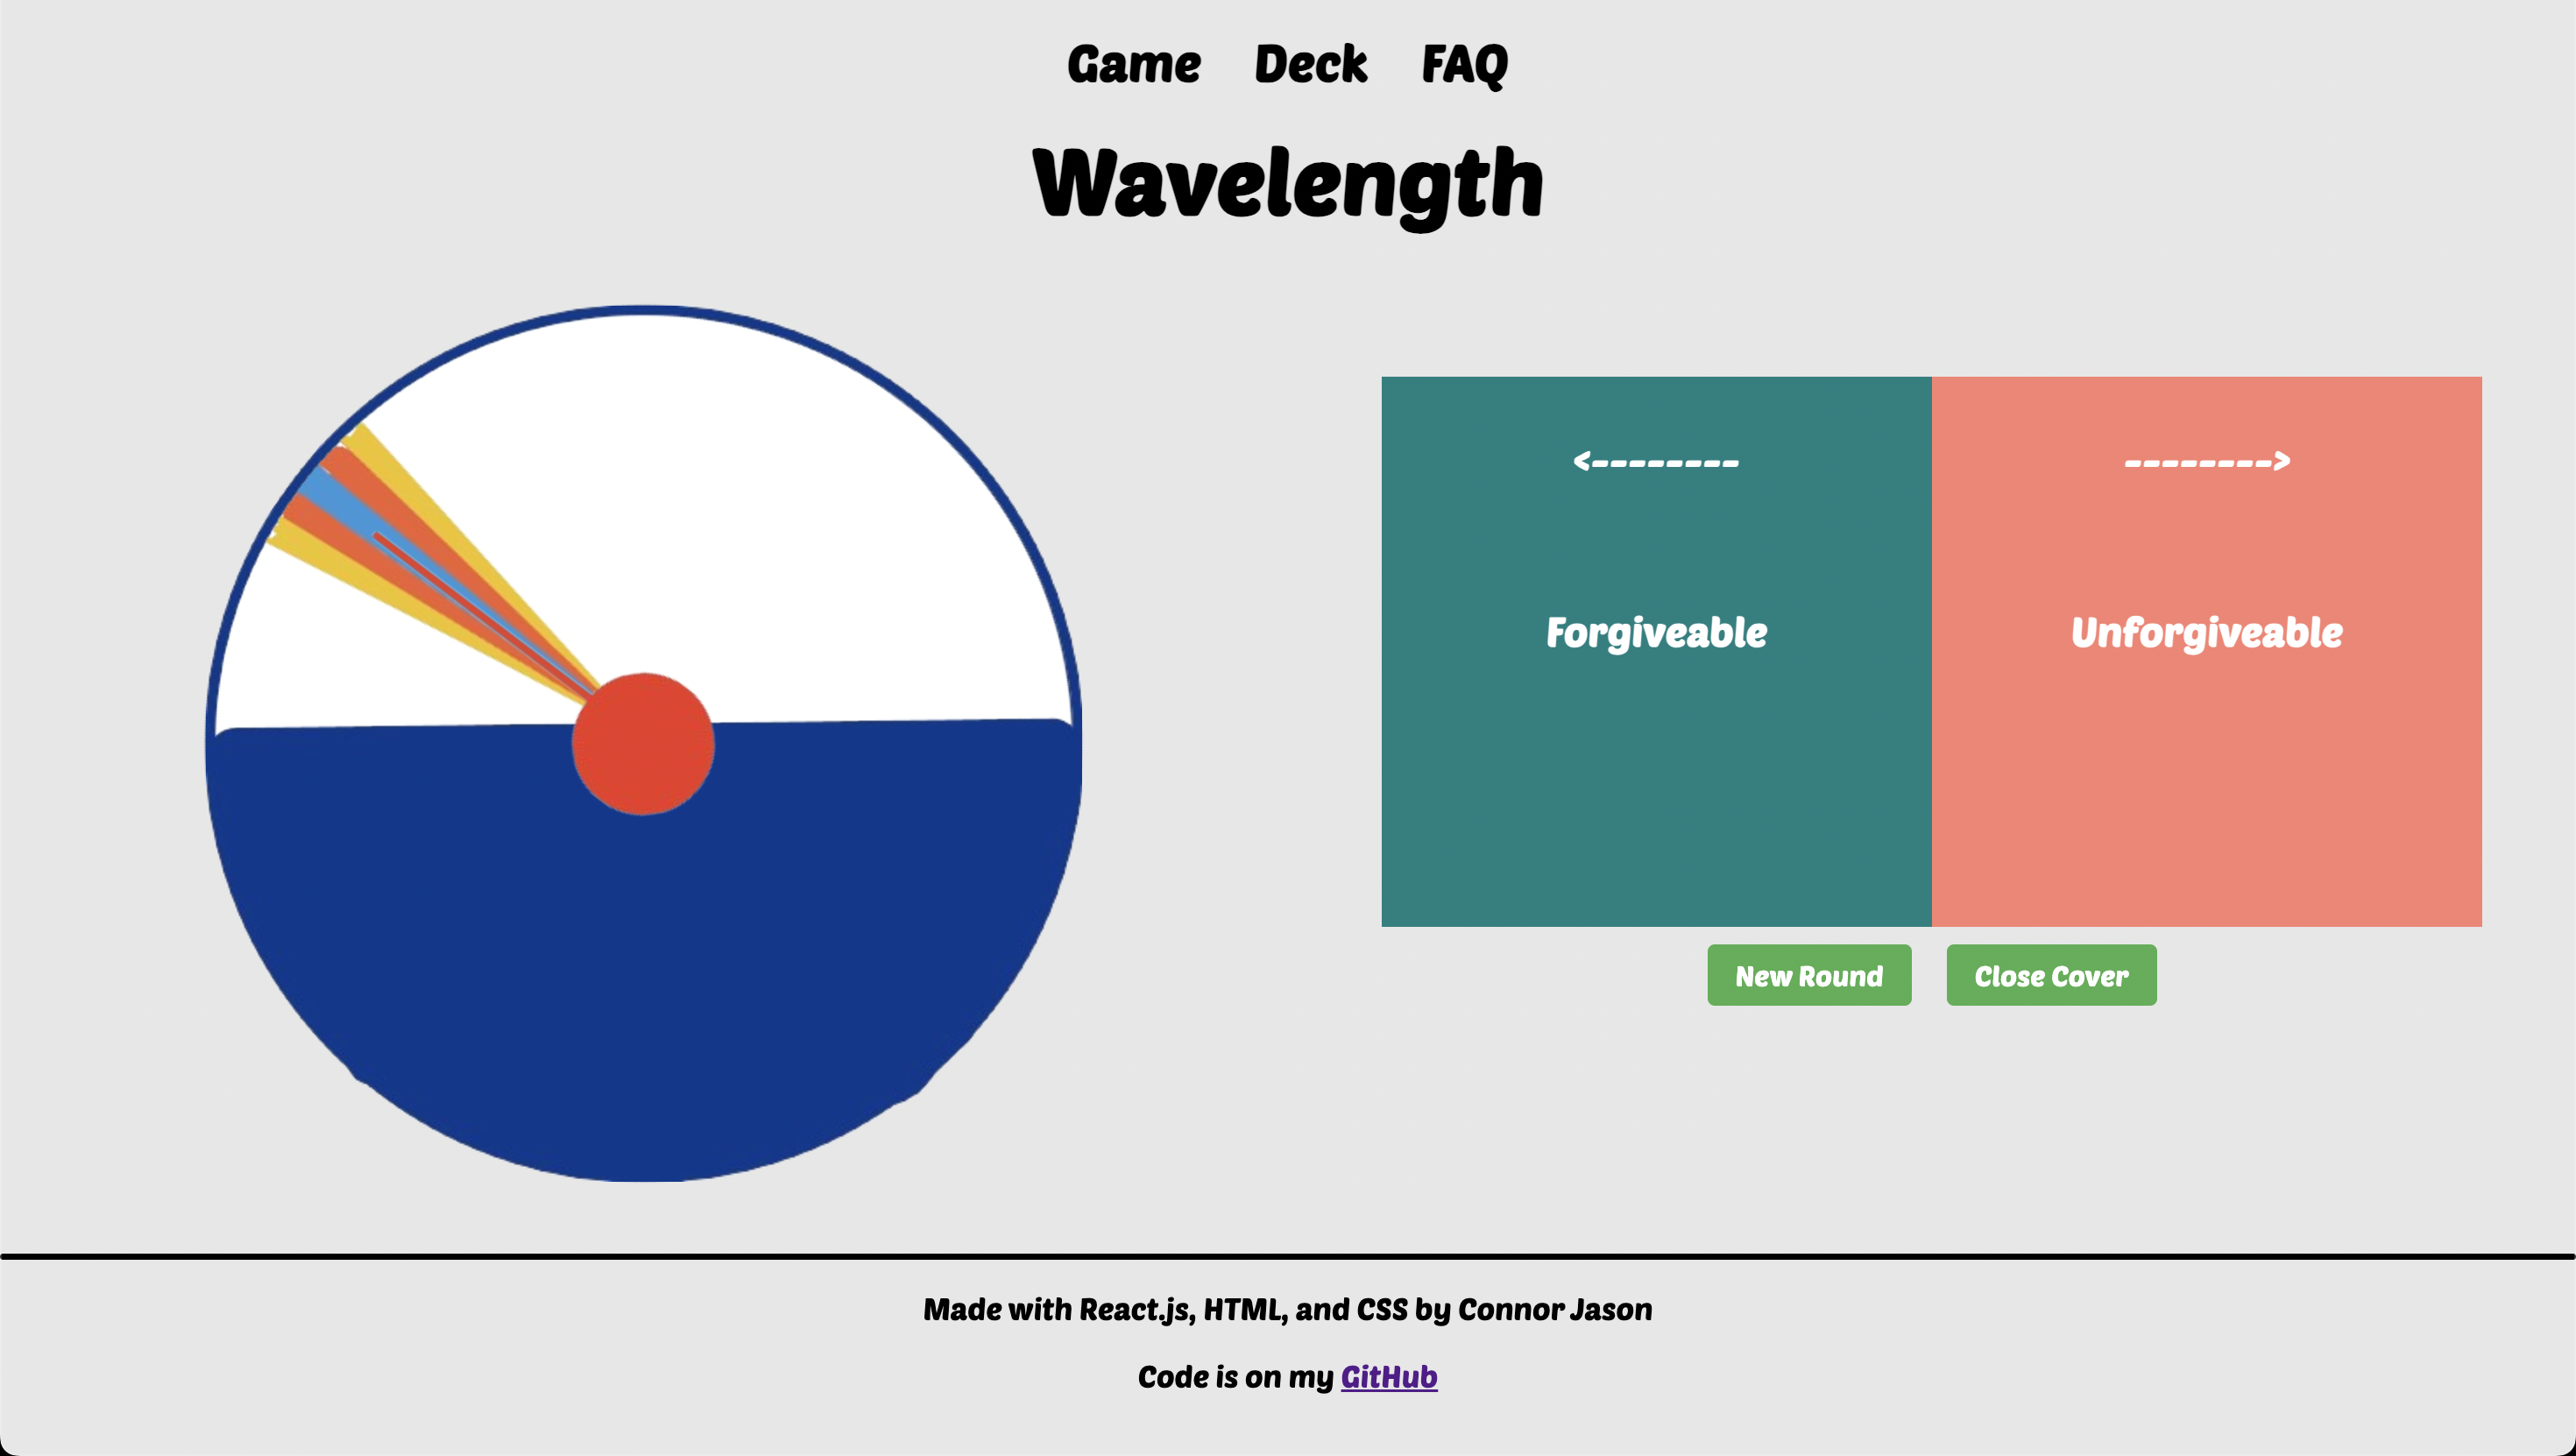 Game Deck FAQ
Wavelength
<-------- -------->
Forgiveable Unforgiveable
New Round Close Cover
Made with React.js, HTML, and CSS by Connor Jason
Code is on my GitHub